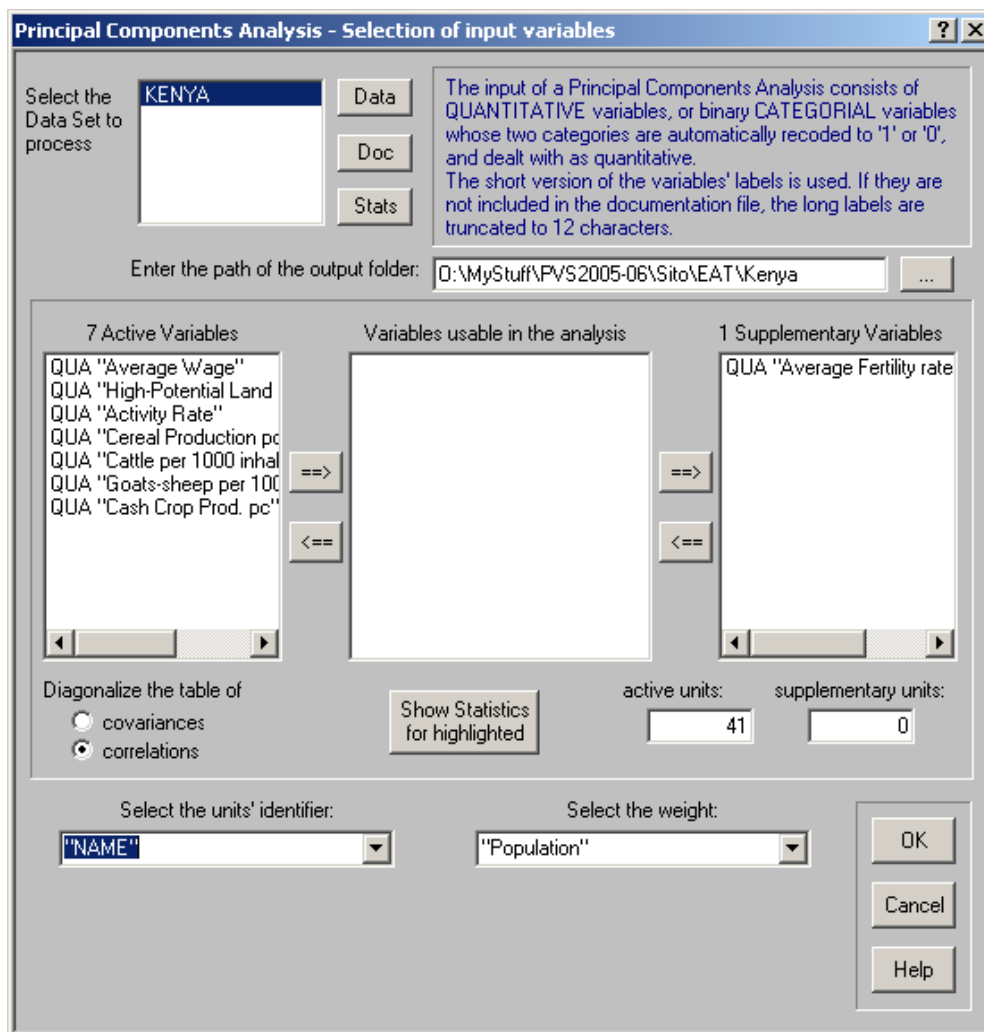 Principal Components Analysis - Selection of input variables
Select the
Data Set to
process
KENYA
Data
Doc
Stats
The input of a Principal Components Analysis consists of
QUANTITATIVE variables, or binary CATEGORIAL variables
whose two categories are automatically recoded to '1' or '0',
and dealt with as quantitative.
The short version of the variables' labels is used. If they are
not included in the documentation file, the long labels are
truncated to 12 characters.
Enter the path of the output folder:
D:\MyStuff\PVS2005-06\Sito\EAT\Kenya
...
7 Active Variables
QUA "Average Wage"
QUA "High-Potential Land
QUA "Activity Rate"
QUA "Cereal Production pc
QUA "Cattle per 1000 inhal
QUA "Goats-sheep per 100
QUA "Cash Crop Prod. pc"
==>
<==
Variables usable in the analysis
==>
<==
1 Supplementary Variables
QUA "Average Fertility rate
Diagonalize the table of
covariances
correlations
Show Statistics
for highlighted
active units:
41
supplementary units:
0
Select the units' identifier:
"NAME"
Select the weight:
"Population"
OK
Cancel
Help